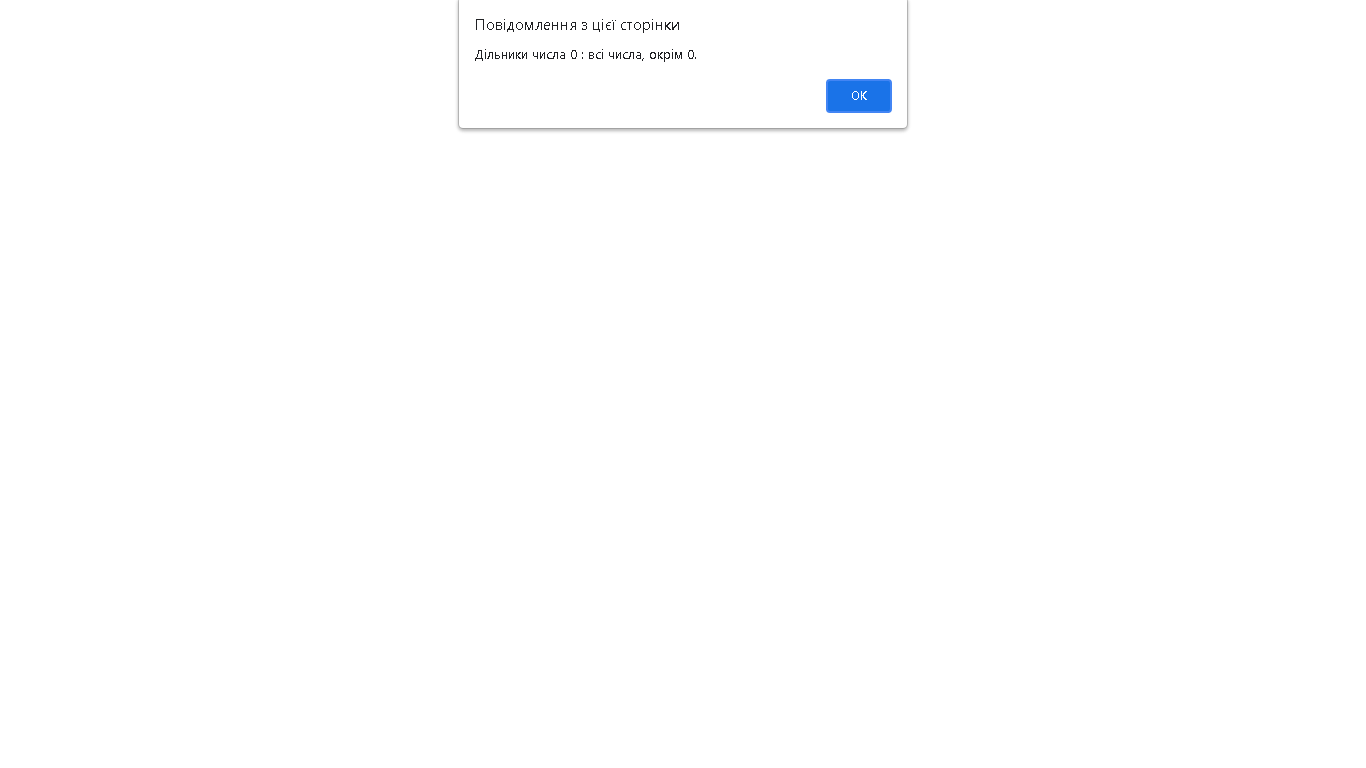 Повідомлення з цієї сторінки
Дільники числа 0 : всі числа, окрім 0.
OK